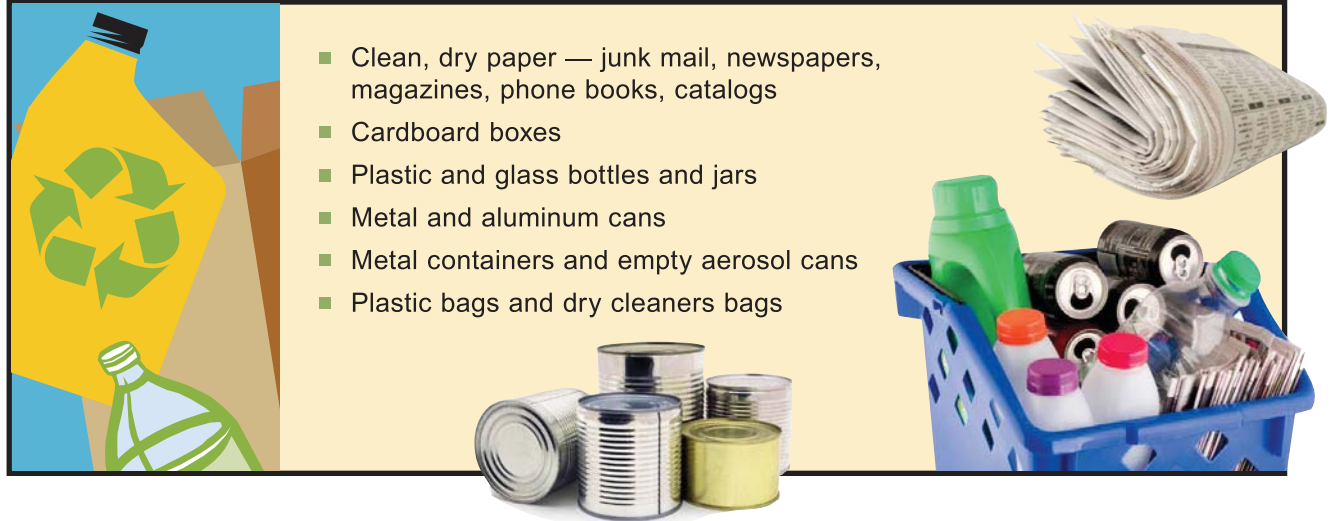 Clean, dry paper — junk mail, newspapers,
magazines, phone books, catalogs
Cardboard boxes
Plastic and glass bottles and jars
Metal and aluminum cans
Metal containers and empty aerosol cans
Plastic bags and dry cleaners bags